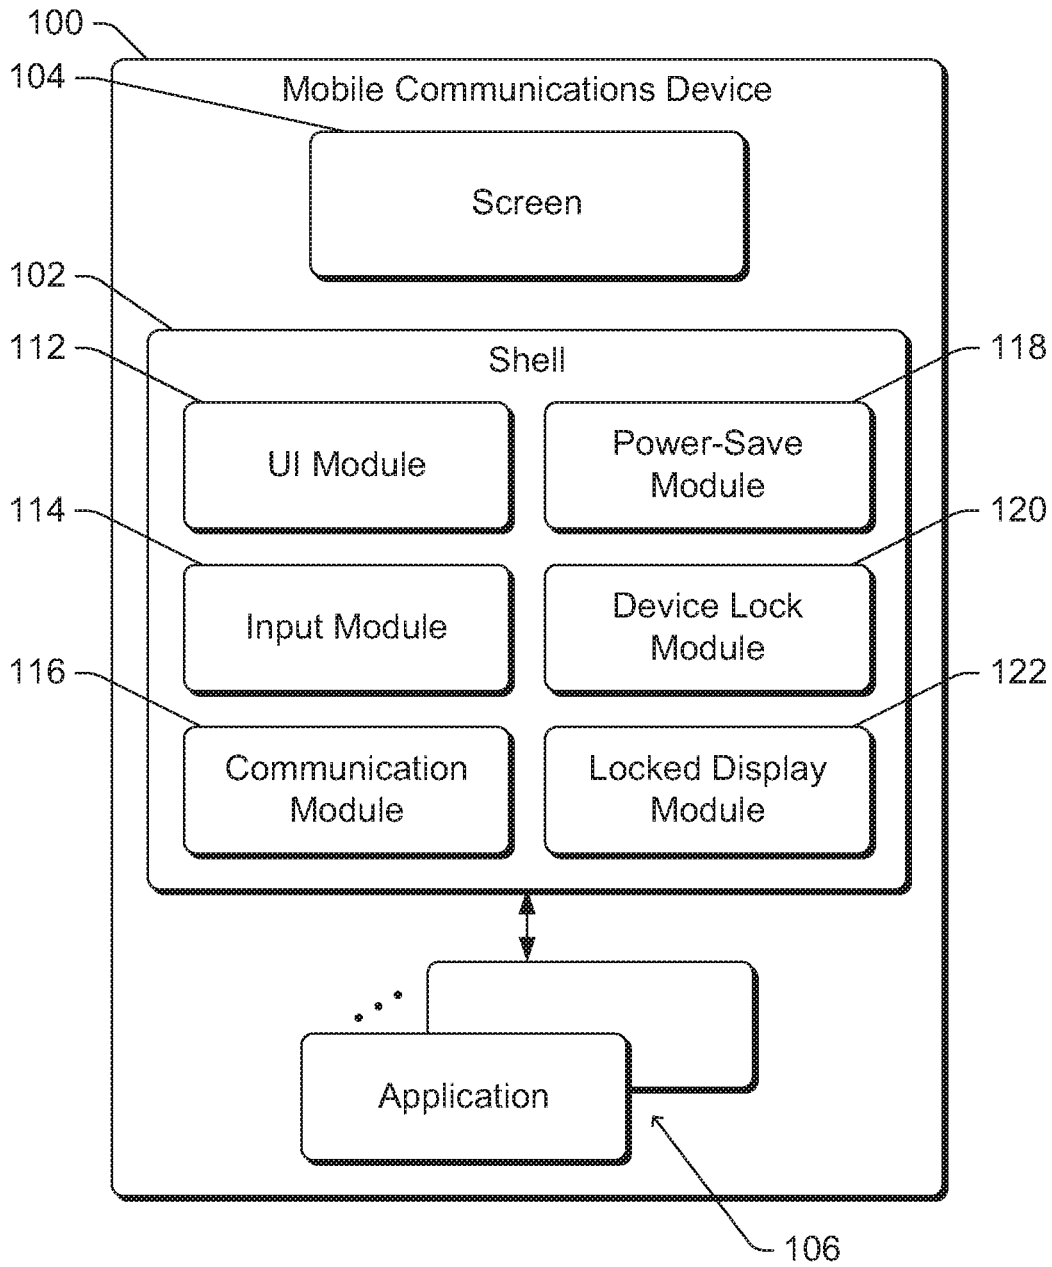 100
104
Mobile Communications Device
Screen
102
Shell
112
118
UI Module
Power-Save
Module
114
120
Input Module
Device Lock
Module
116
122
Communication
Module
Locked Display
Module
Application
106